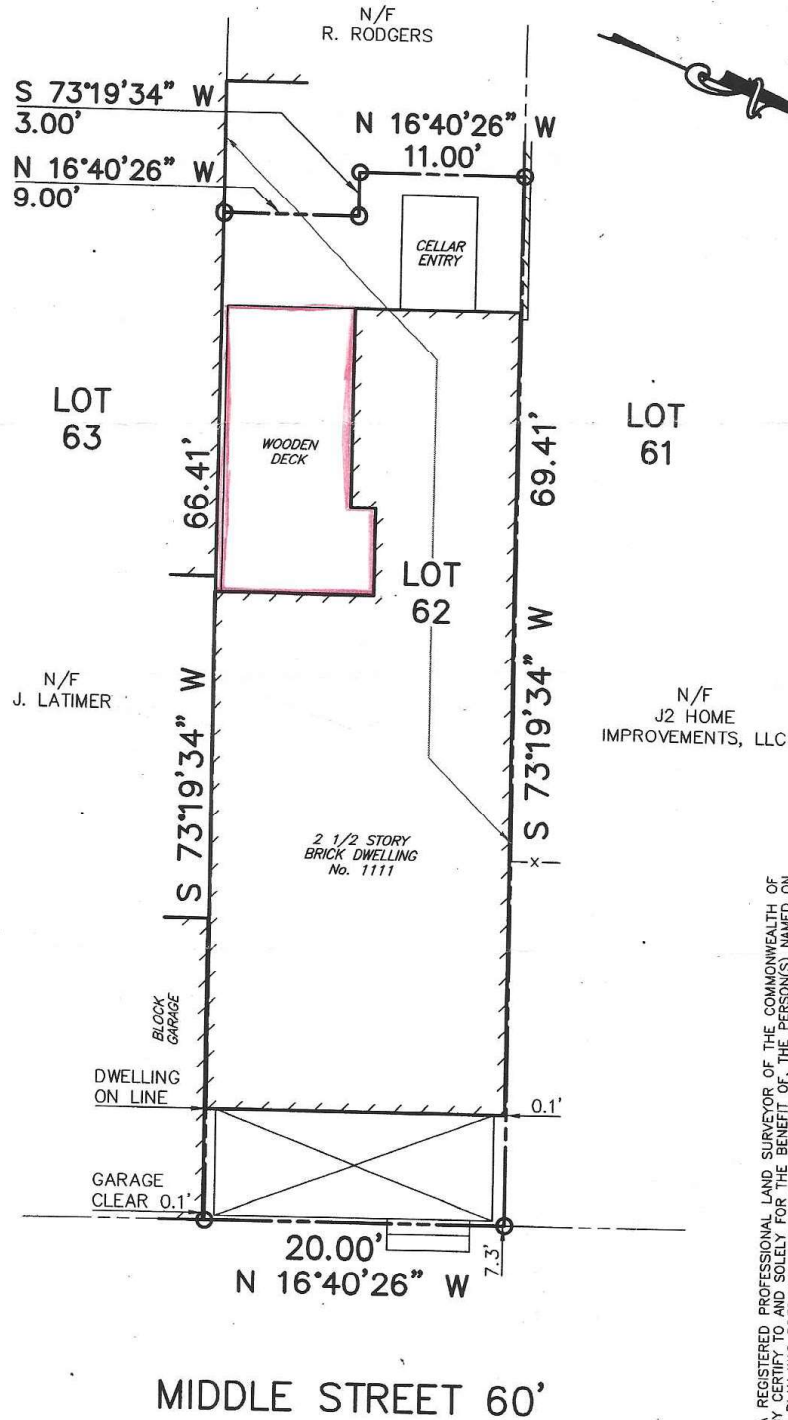 N/F
R. RODGERS
S 73°19'34" W
3.00'
N 16°40'26" W
11.00'
N 16°40'26" W
9.00'
CELLAR
ENTRY
LOT
63
WOODEN
DECK
66.41'
69.41'
LOT
61
LOT
62
N/F
J. LATIMER
N/F
J2 HOME
IMPROVEMENTS, LLC
S 73°19'34" W
S 73°19'34" W
2 1/2 STORY
BRICK DWELLING
No. 1111
x
BLOCK
GARAGE
DWELLING
ON LINE
0.1'
GARAGE
CLEAR 0.1'
20.00'
N 16°40'26" W
7.3'
MIDDLE STREET 60'
REGISTERED PROFESSIONAL LAND SURVEYOR OF THE COMMONWEALTH OF
CERTIFY TO AND SOLELY FOR THE BENEFIT OF, THE PERSON(S) NAMED ON